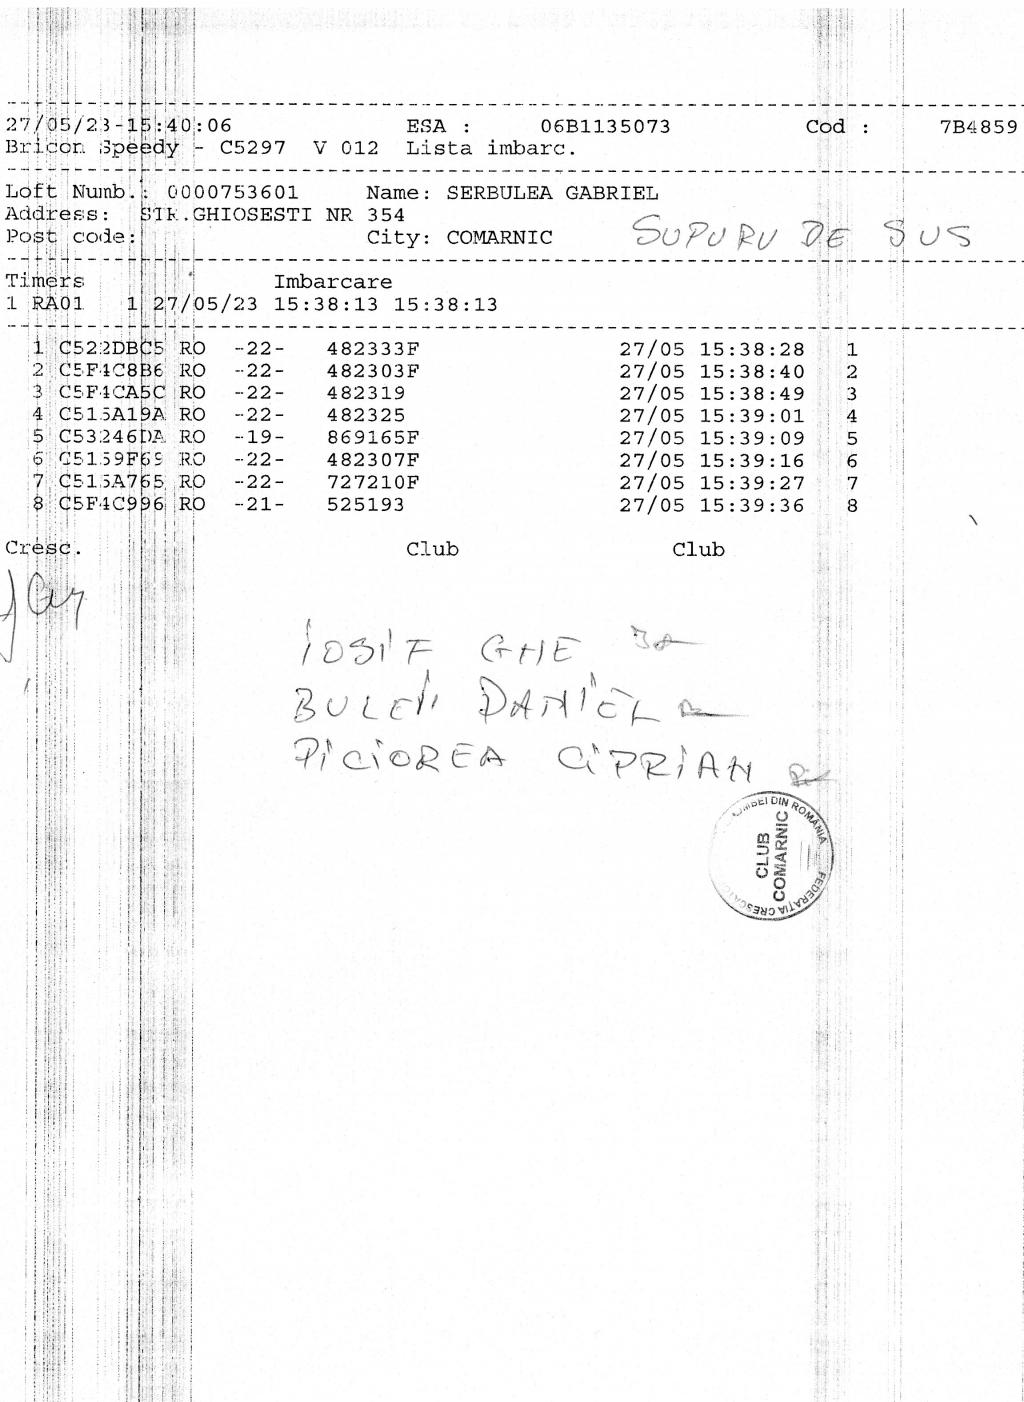 27/05/23-15:40:06 ESA : 06B1135073 Cod : 7B4859
Bricon Speedy - C5297 V 012 Lista imbarc.
Loft Numb.: 0000753601 Name: SERBULEA GABRIEL
Address: STR.GHIOSESTI NR 354
Post code: City: COMARNIC SUPURU DE SUS
Timers Imbarcare
1 RA01 1 27/05/23 15:38:13 15:38:13
1 C522DBC5 RO -22- 482333F 27/05 15:38:28 1
2 C5F4C8B6 RO -22- 482303F 27/05 15:38:40 2
3 C5F4CA5C RO -22- 482319 27/05 15:38:49 3
4 C515A19A RO -22- 482325 27/05 15:39:01 4
5 C53246DA RO -19- 869165F 27/05 15:39:09 5
6 C5159F69 RO -22- 482307F 27/05 15:39:16 6
7 C515A765 RO -22- 727210F 27/05 15:39:27 7
8 C5F4C996 RO -21- 525193 27/05 15:39:36 8
Cresc. Club Club
IOSIF GHE
DANIEL
PICIOREA CIPRIAN
DIN ROMÂNIA
CLUB
COMARNIC
FEDERAȚIA